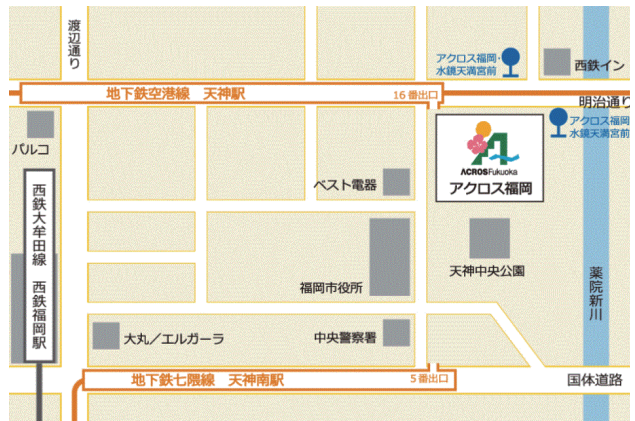 渡辺通り
アクロス福岡・
水鏡天満宮前
西鉄イン
地下鉄空港線 天神駅
16番出口
明治通り
アクロス福岡
水鏡天満宮前
パルコ
ACROS Fukuoka
アクロス福岡
ベスト電器
西鉄大牟田線 西鉄福岡駅
天神中央公園
福岡市役所
薬院新川
大丸/エルガーラ
中央警察署
地下鉄七隈線 天神南駅
5番出口
国体道路